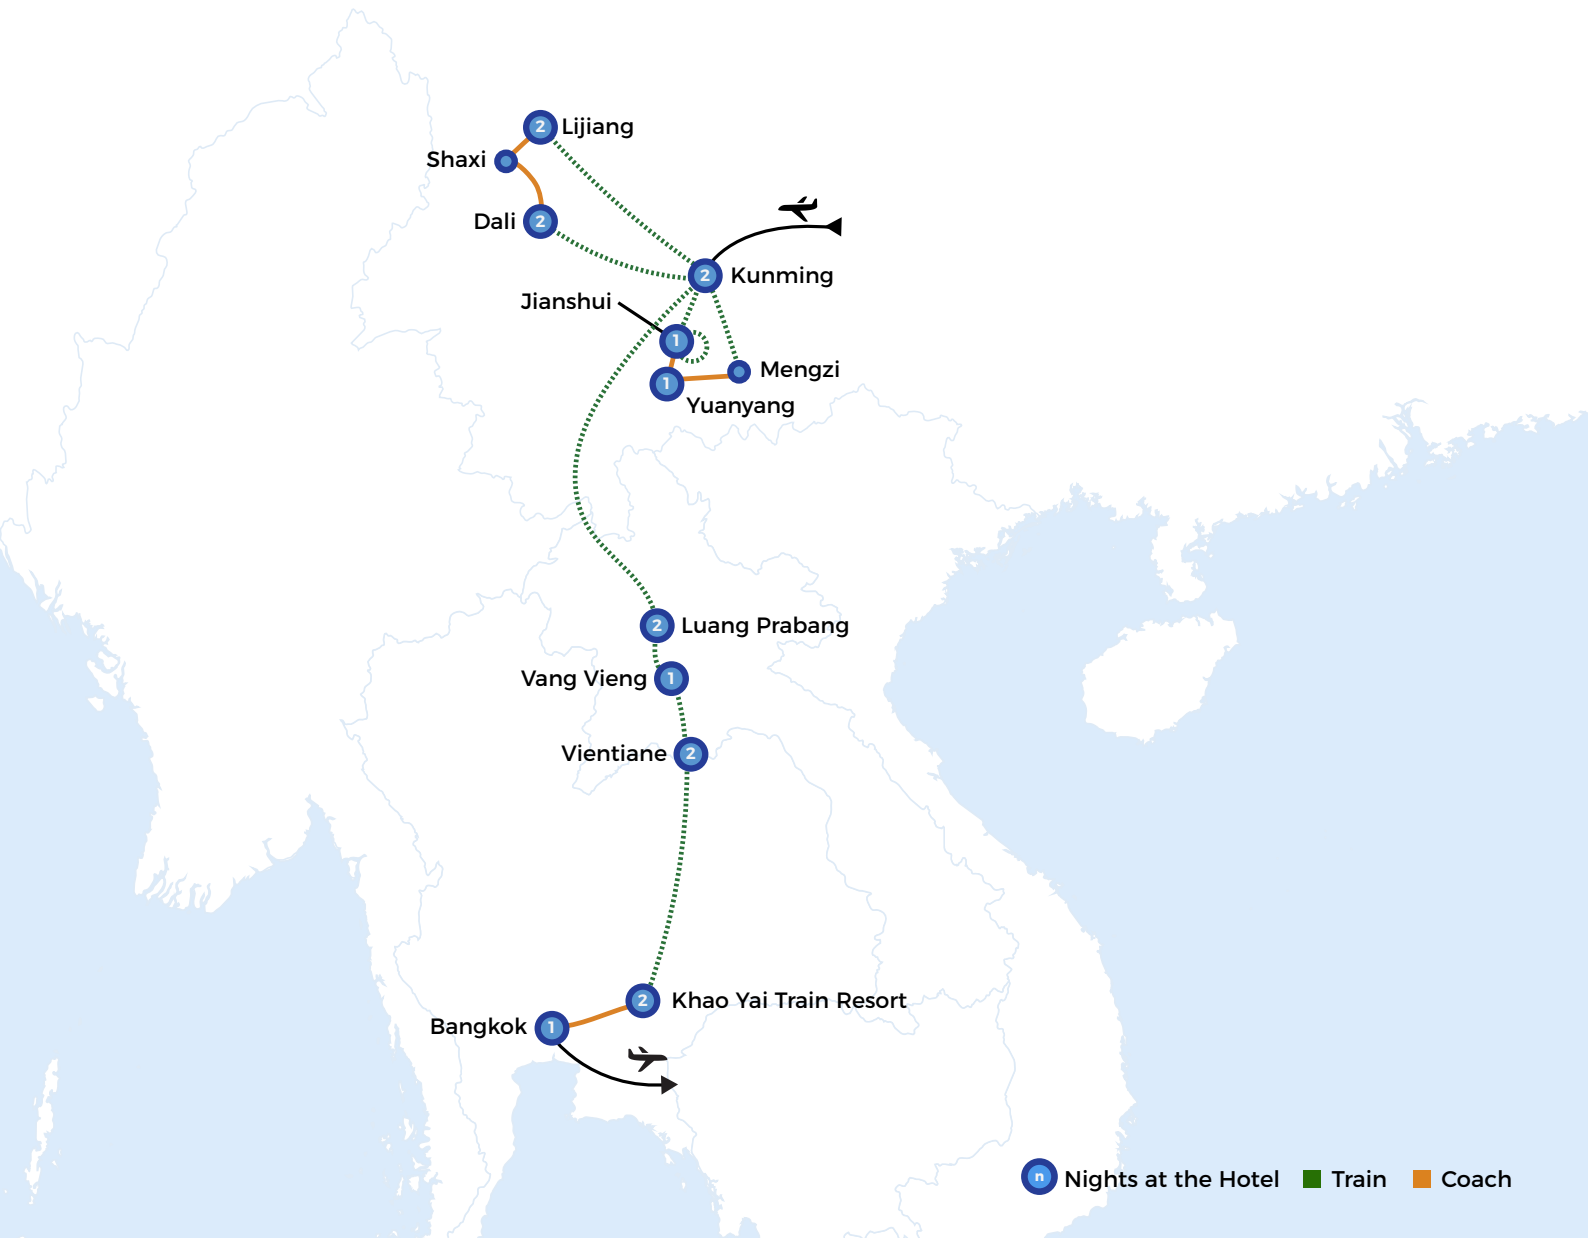 2 Lijiang
Shaxi
Dali 2
2 Kunming
Jianshui
1
Mengzi
1
Yuanyang
2 Luang Prabang
Vang Vieng 1
Vientiane 2
2 Khao Yai Train Resort
Bangkok 1
n Nights at the Hotel Train Coach